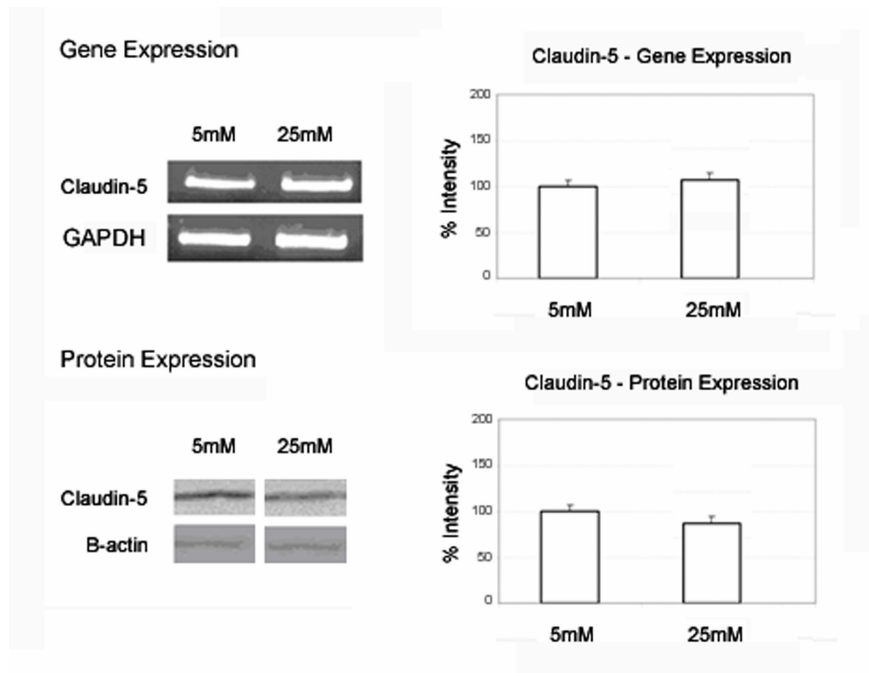 Gene Expression
5mM 25mM
Claudin-5
GAPDH
Claudin-5 - Gene Expression
200
150
100
50
0
% Intensity
5mM 25mM
Protein Expression
5mM 25mM
Claudin-5
B-actin
Claudin-5 - Protein Expression
200
150
100
50
0
% Intensity
5mM 25mM